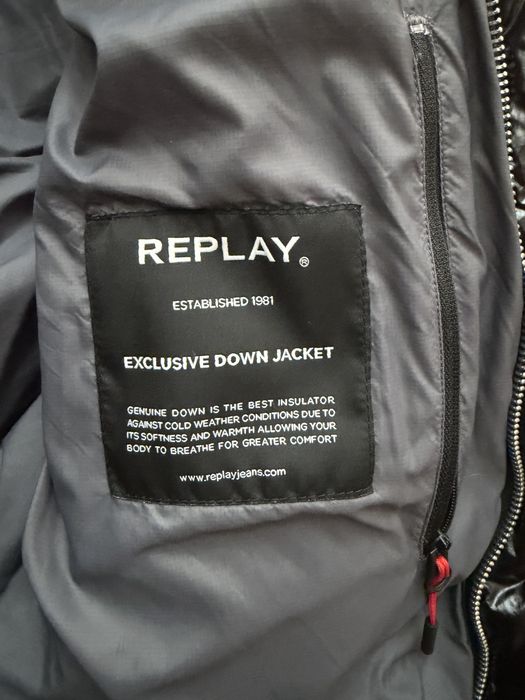 REPLAY®
ESTABLISHED 1981
EXCLUSIVE DOWN JACKET
GENUINE DOWN IS THE BEST INSULATOR
AGAINST COLD WEATHER CONDITIONS DUE TO
ITS SOFTNESS AND WARMTH ALLOWING YOUR
BODY TO BREATHE FOR GREATER COMFORT
www.replayjeans.com